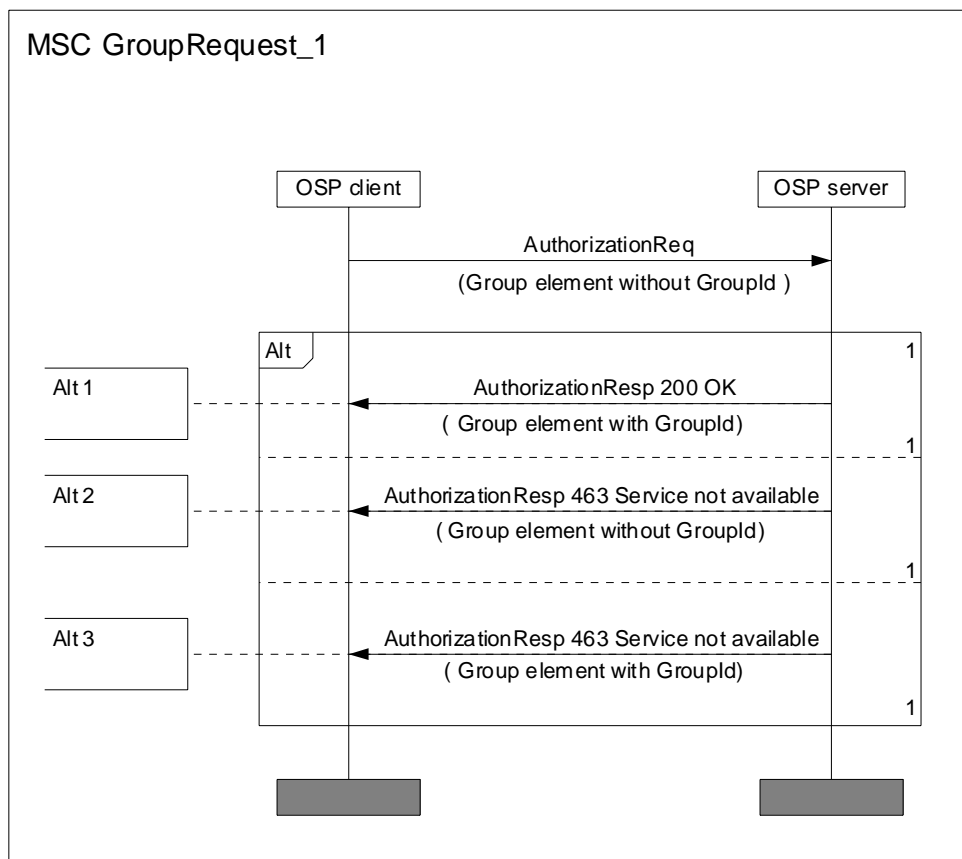 MSC GroupRequest_1
OSP client
OSP server
AuthorizationReq
(Group element without GroupId )
Alt
1
Alt 1
AuthorizationResp 200 OK
( Group element with GroupId)
1
Alt 2
AuthorizationResp 463 Service not available
( Group element without GroupId)
1
Alt 3
AuthorizationResp 463 Service not available
( Group element with GroupId)
1